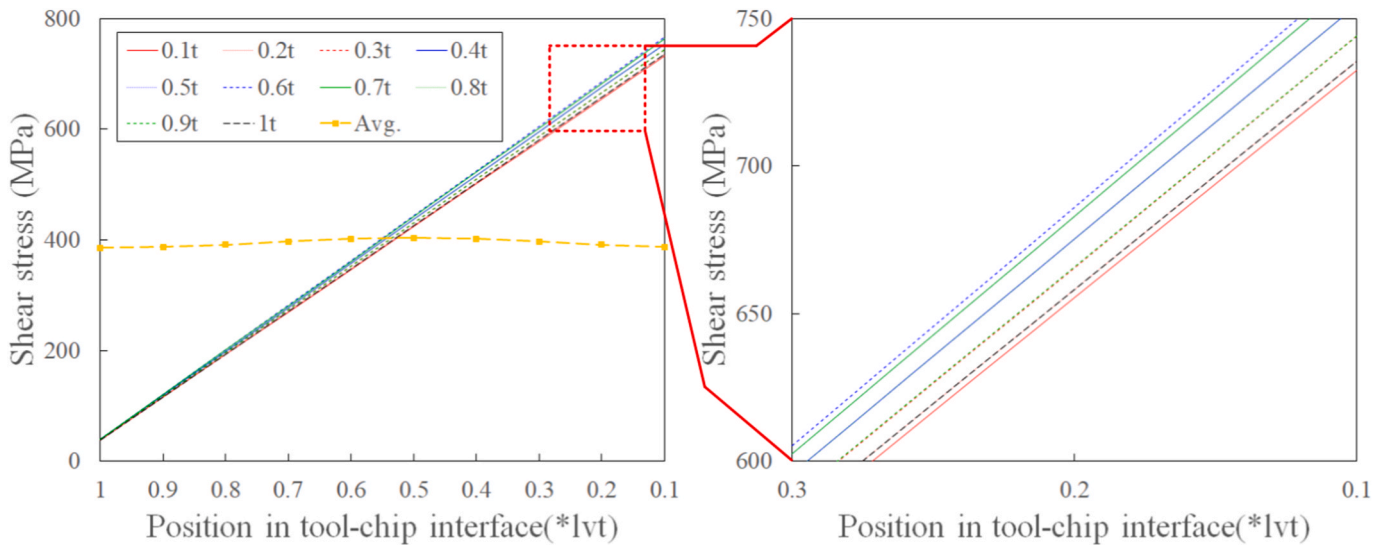 Shear stress (MPa)
800
600
400
200
0
0.1t 0.2t 0.3t 0.4t
0.5t 0.6t 0.7t 0.8t
0.9t 1t Avg.
1 0.9 0.8 0.7 0.6 0.5 0.4 0.3 0.2 0.1
Position in tool-chip interface(*lvt)
Shear stress (MPa)
750
700
650
600
0.3 0.2 0.1
Position in tool-chip interface(*lvt)